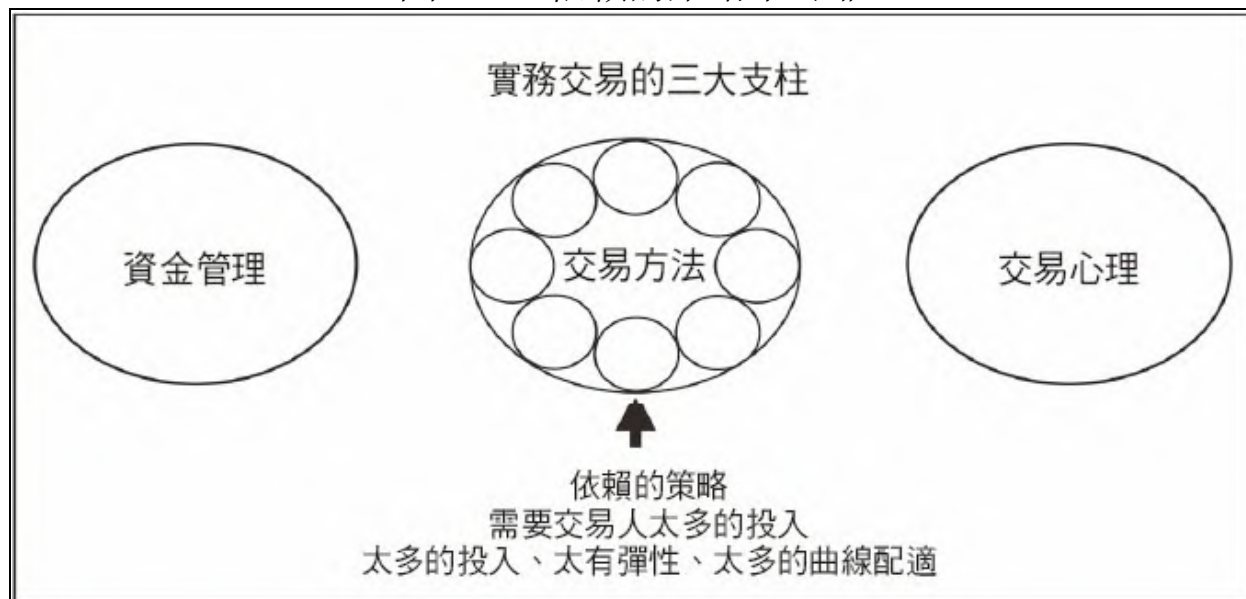 實務交易的三大支柱
資金管理
交易方法
交易心理
依賴的策略
需要交易人太多的投入
太多的投入、太有彈性、太多的曲線配適